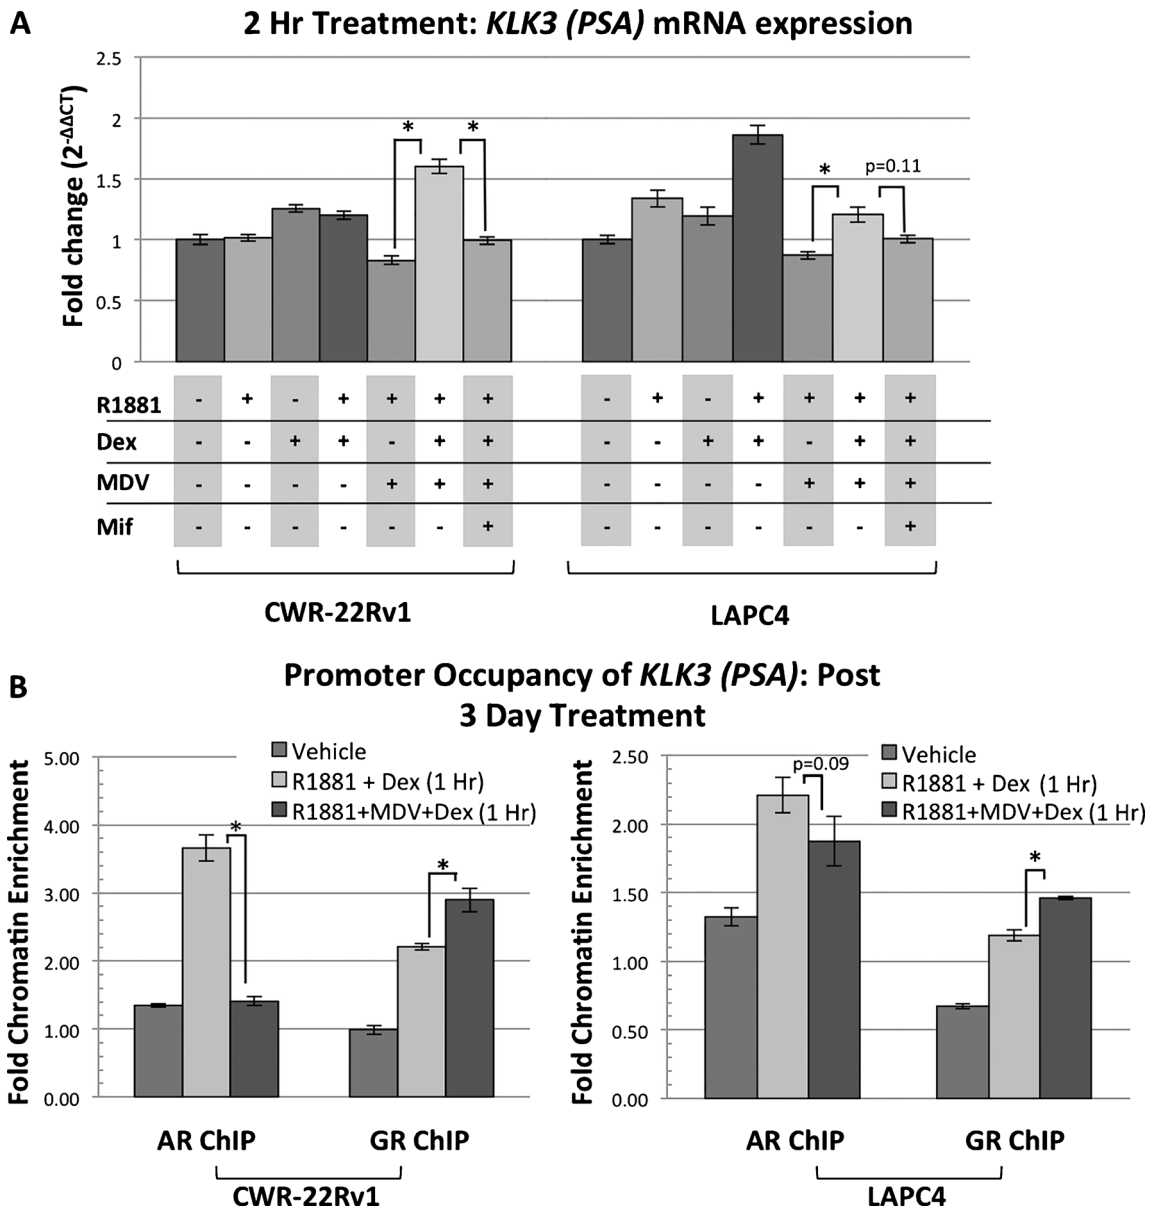 A
2 Hr Treatment: KLK3 (PSA) mRNA expression
Fold change (2-ΔΔCT)
2.5
2
1.5
1
0.5
0
* * * p=0.11
R1881 - + - + + + + - + - + + + +
Dex - - + + - + + - - + + - + +
MDV - - - - + + + - - - - + + +
Mif - - - - - - + - - - - - - +
CWR-22Rv1 LAPC4
B
Promoter Occupancy of KLK3 (PSA): Post
3 Day Treatment
Fold Chromatin Enrichment
5.00
4.00
3.00
2.00
1.00
0.00
Vehicle
R1881 + Dex (1 Hr)
R1881+MDV+Dex (1 Hr)
* *
AR ChIP GR ChIP
CWR-22Rv1
Fold Chromatin Enrichment
2.50
2.00
1.50
1.00
0.50
0.00
Vehicle
R1881 + Dex (1 Hr)
R1881+MDV+Dex (1 Hr)
p=0.09
*
AR ChIP GR ChIP
LAPC4